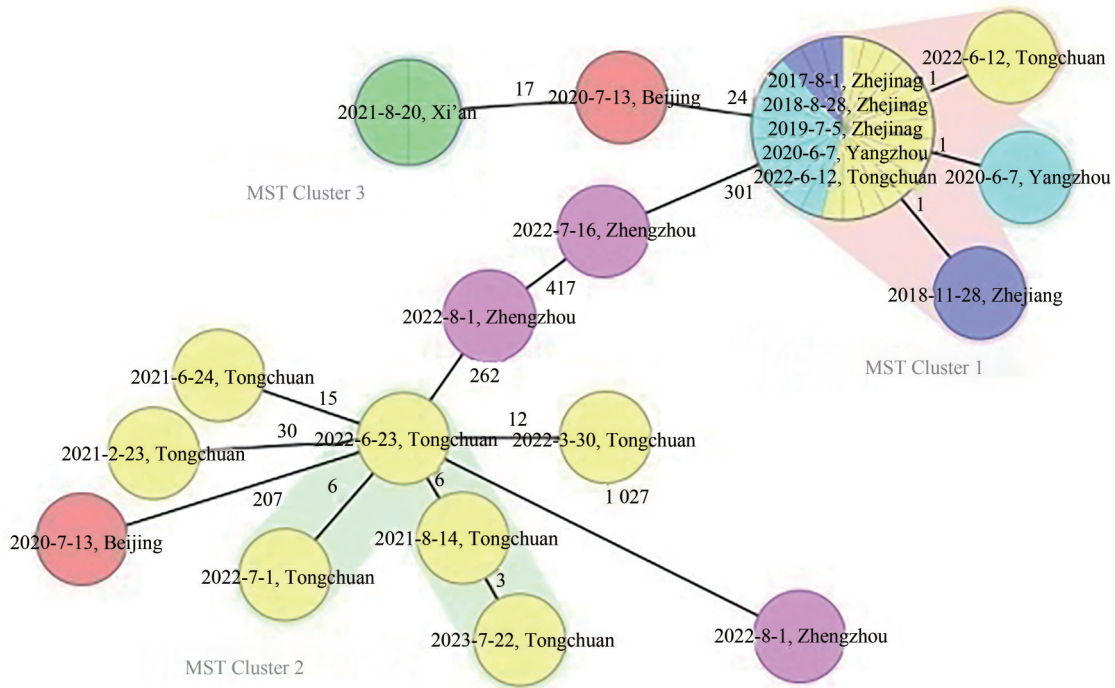 2022-6-12, Tongchuan
1
2017-8-1, Zhejinag
17
2020-7-13, Beijing
24
2018-8-28, Zhejinag
2021-8-20, Xi'an
2019-7-5, Zhejinag
1
2020-6-7, Yangzhou
2020-6-7, Yangzhou
2022-6-12, Tongchuan
MST Cluster 3
301
1
2022-7-16, Zhengzhou
417
2018-11-28, Zhejiang
2022-8-1, Zhengzhou
MST Cluster 1
262
2021-6-24, Tongchuan
15
12
30
2022-6-23, Tongchuan
2022-3-30, Tongchuan
2021-2-23, Tongchuan
6
6
207
1 027
2020-7-13, Beijing
2021-8-14, Tongchuan
2022-7-1, Tongchuan
3
2023-7-22, Tongchuan
2022-8-1, Zhengzhou
MST Cluster 2